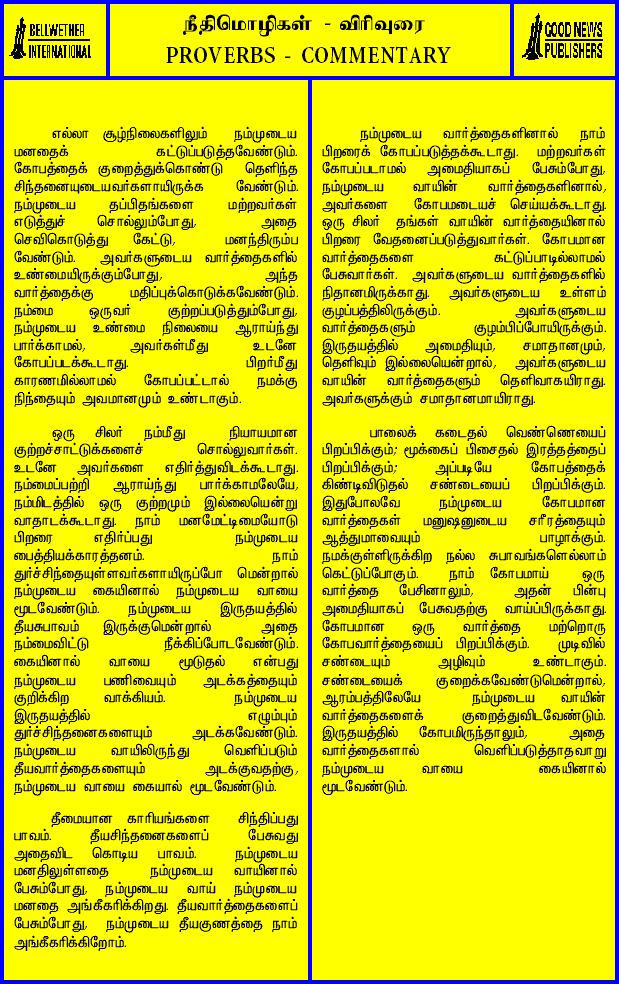 BELLWETHER
INTERNATIONAL
நீதிமொழிகள் - விரிவுரை
PROVERBS - COMMENTARY
GOOD NEWS
PUBLISHERS
எல்லா சூழ்நிலைகளிலும் நம்முடைய
மனதைக் கட்டுப்படுத்தவேண்டும்.
கோபத்தைக் குறைத்துக்கொண்டு தெளிந்த
சிந்தனையுடையவர்களாயிருக்க வேண்டும்.
நம்முடைய தப்பிதங்களை மற்றவர்கள்
எடுத்துச் சொல்லும்போது, அதை
செவிகொடுத்து கேட்டு, மனந்திரும்ப
வேண்டும். அவர்களுடைய வார்த்தைகளில்
உண்மையிருக்கும்போது, அந்த
வார்த்தைக்கு மதிப்புக்கொடுக்கவேண்டும்.
நம்மை ஒருவர் குற்றப்படுத்தும்போது,
நம்முடைய உண்மை நிலையை ஆராய்ந்து
பார்க்காமல், அவர்கள்மீது உடனே
கோபப்படக்கூடாது. பிறர்மீது
காரணமில்லாமல் கோபப்பட்டால் நமக்கு
நிந்தையும் அவமானமும் உண்டாகும்.
ஒரு சிலர் நம்மீது நியாயமான
குற்றச்சாட்டுக்களைச் சொல்லுவார்கள்.
உடனே அவர்களை எதிர்த்துவிடக்கூடாது.
நம்மைப்பற்றி ஆராய்ந்து பார்க்காமலேயே,
நம்மிடத்தில் ஒரு குற்றமும் இல்லையென்று
வாதாடக்கூடாது. நாம் மனமேட்டிமையோடு
பிறரை எதிர்ப்பது நம்முடைய
பைத்தியக்காரத்தனம். நாம்
துர்ச்சிந்தையுள்ளவர்களாயிருப்போ மென்றால்
நம்முடைய கையினால் நம்முடைய வாயை
மூடவேண்டும். நம்முடைய இருதயத்தில்
தீயசுபாவம் இருக்குமென்றால் அதை
நம்மைவிட்டு நீக்கிப்போடவேண்டும்.
கையினால் வாயை மூடுதல் என்பது
நம்முடைய பணிவையும் அடக்கத்தையும்
குறிக்கிற வாக்கியம். நம்முடைய
இருதயத்தில் எழும்பும்
துர்ச்சிந்தனைகளையும் அடக்கவேண்டும்.
நம்முடைய வாயிலிருந்து வெளிப்படும்
தீயவார்த்தைகளையும் அடக்குவதற்கு,
நம்முடைய வாயை கையால் மூடவேண்டும்.
தீமையான காரியங்களை சிந்திப்பது
பாவம். தீயசிந்தனைகளைப் பேசுவது
அதைவிட கொடிய பாவம். நம்முடைய
மனதிலுள்ளதை நம்முடைய வாயினால்
பேசும்போது, நம்முடைய வாய் நம்முடைய
மனதை அங்கீகரிக்கிறது. தீயவார்த்தைகளைப்
பேசும்போது, நம்முடைய தீயகுணத்தை நாம்
அங்கீகரிக்கிறோம்.
நம்முடைய வார்த்தைகளினால் நாம்
பிறரைக் கோபப்படுத்தக்கூடாது. மற்றவர்கள்
கோபப்படாமல் அமைதியாகப் பேசும்போது,
நம்முடைய வாயின் வார்த்தைகளினால்,
அவர்களை கோபமடையச் செய்யக்கூடாது.
ஒரு சிலர் தங்கள் வாயின் வார்த்தையினால்
பிறரை வேதனைப்படுத்துவார்கள். கோபமான
வார்த்தைகளை கட்டுப்பாடில்லாமல்
பேசுவார்கள். அவர்களுடைய வார்த்தைகளில்
நிதானமிருக்காது. அவர்களுடைய உள்ளம்
குழப்பத்திலிருக்கும். அவர்களுடைய
வார்த்தைகளும் குழம்பிப்போயிருக்கும்.
இருதயத்தில் அமைதியும், சமாதானமும்,
தெளிவும் இல்லையென்றால், அவர்களுடைய
வாயின் வார்த்தைகளும் தெளிவாகயிராது.
அவர்களுக்கும் சமாதானமாயிராது.
பாலைக் கடைதல் வெண்ணெயைப்
பிறப்பிக்கும்; மூக்கைப் பிசைதல் இரத்தத்தைப்
பிறப்பிக்கும்; அப்படியே கோபத்தைக்
கிண்டிவிடுதல் சண்டையைப் பிறப்பிக்கும்.
இதுபோலவே நம்முடைய கோபமான
வார்த்தைகள் மனுஷனுடைய சரீரத்தையும்
ஆத்துமாவையும் பாழாக்கும்.
நமக்குள்ளிருக்கிற நல்ல சுபாவங்களெல்லாம்
கெட்டுப்போகும். நாம் கோபமாய் ஒரு
வார்த்தை பேசினாலும், அதன் பின்பு
அமைதியாகப் பேசுவதற்கு வாய்ப்பிருக்காது.
கோபமான ஒரு வார்த்தை மற்றொரு
கோபவார்த்தையைப் பிறப்பிக்கும். முடிவில்
சண்டையும் அழிவும் உண்டாகும்.
சண்டையைக் குறைக்கவேண்டுமென்றால்,
ஆரம்பத்திலேயே நம்முடைய வாயின்
வார்த்தைகளைக் குறைத்துவிடவேண்டும்.
இருதயத்தில் கோபமிருந்தாலும், அதை
வார்த்தைகளால் வெளிப்படுத்தாதவாறு
நம்முடைய வாயை கையினால்
மூடவேண்டும்.